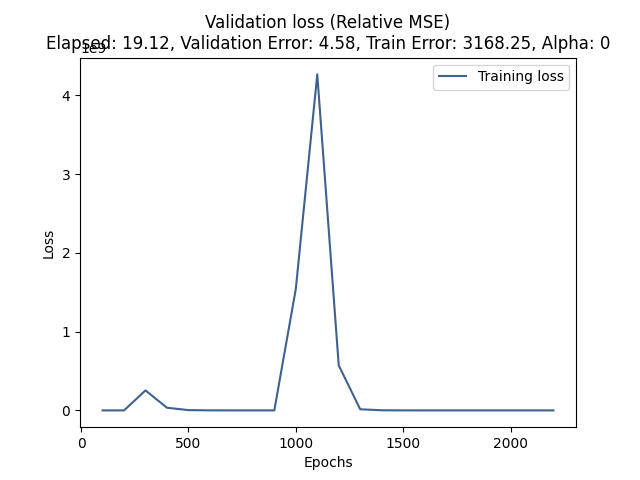 Validation loss (Relative MSE)
Elapsed: 19.12, Validation Error: 4.58, Train Error: 3168.25, Alpha: 0
1e9
Training loss
4
3
2
1
0
Loss
0 500 1000 1500 2000
Epochs